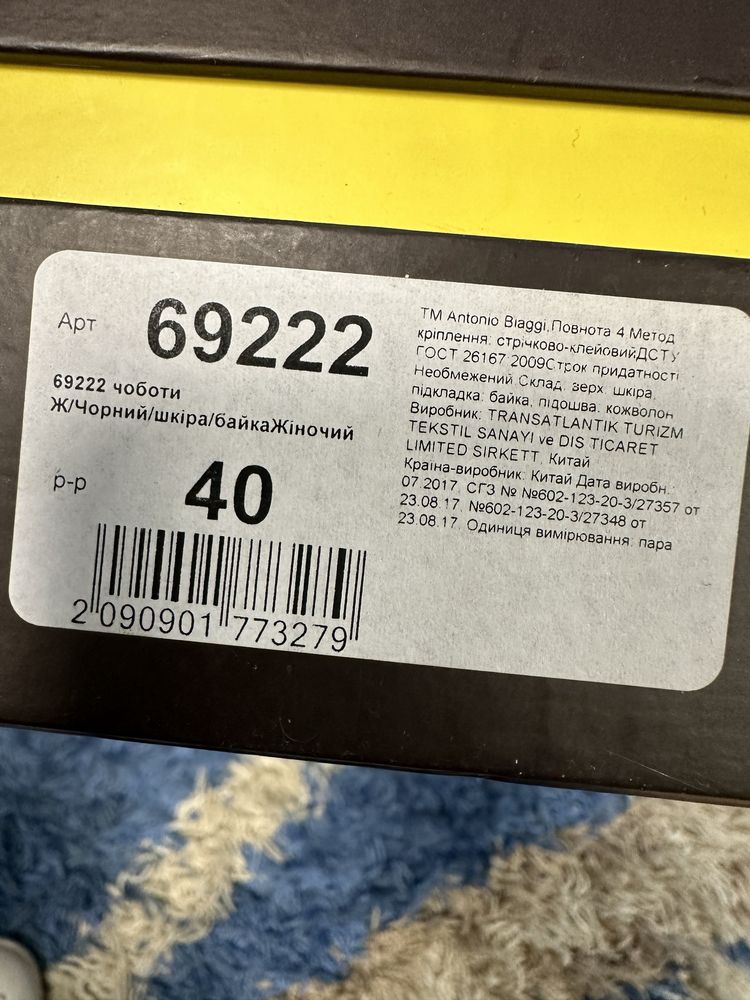 Арт 69222
69222 чоботи
Ж/Чорний/шкіра/байкаЖіночий
р-р 40
2 090901 773279
ТМ Antonio Biaggi,Повнота 4 Метод
кріплення: стрічково-клейовийДСТУ
ГОСТ 26167 2009Строк придатності
Необмежений Склад: верх: шкіра,
підкладка: байка, підошва: кожволон
Виробник: TRANSATLANTIK TURIZM
TEKSTIL SANAYI ve DIS TICARET
LIMITED SIRKETT, Китай
Країна-виробник: Китай Дата виробн.:
07.2017, СГЗ № №602-123-20-3/27357 от
23.08.17, №602-123-20-3/27348 от
23.08.17. Одиниця вимірювання: пара